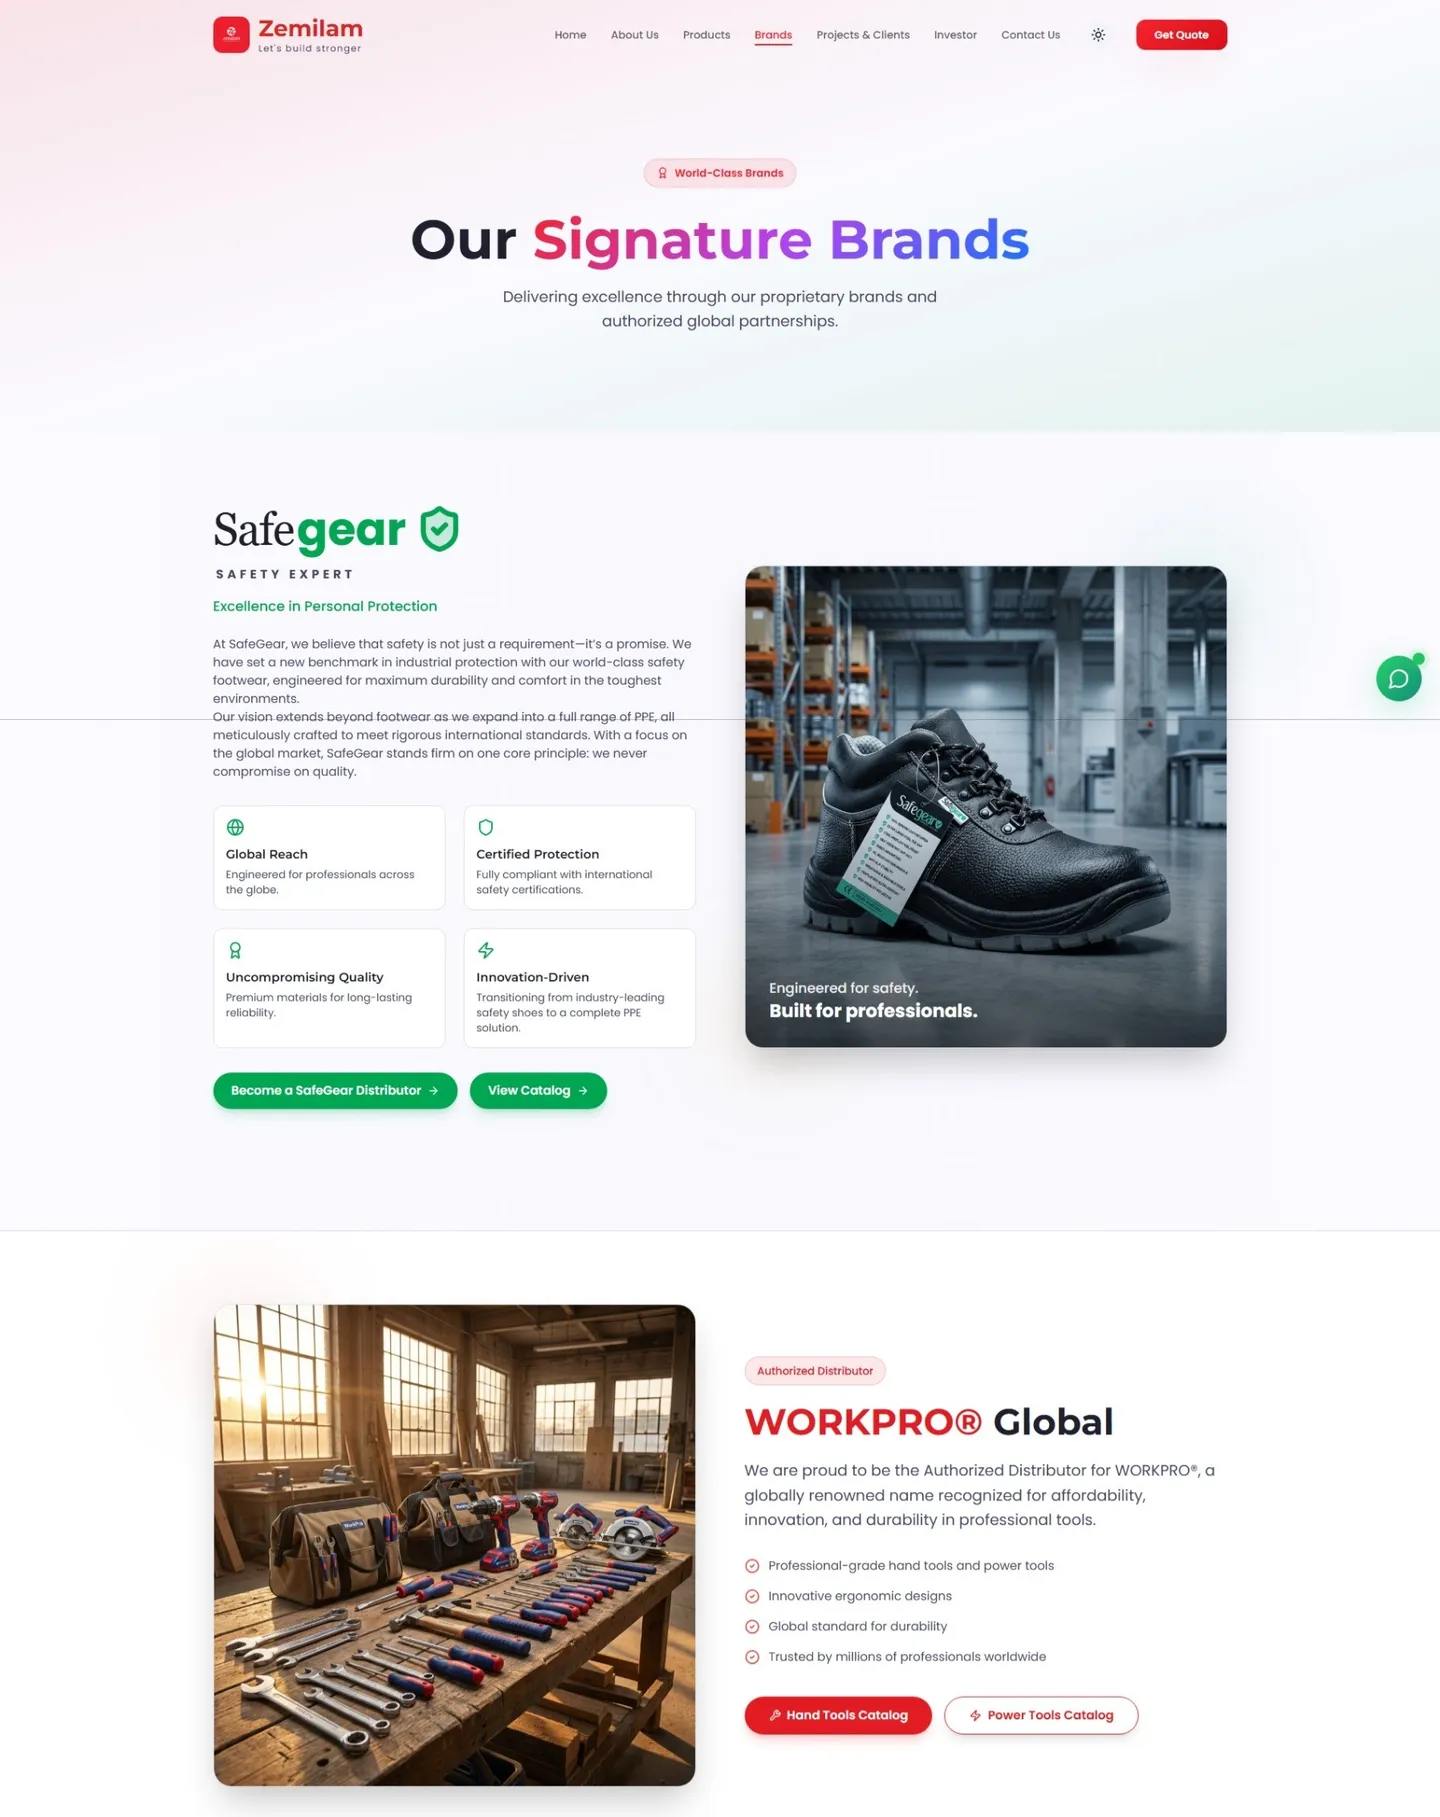 Zemilam
Let's build stronger
Home
About Us
Products
Brands
Projects & Clients
Investor
Contact Us
Get Quote
World-Class Brands
Our Signature Brands
Delivering excellence through our proprietary brands and
authorized global partnerships.
Safegear
SAFETY EXPERT
Excellence in Personal Protection
At SafeGear, we believe that safety is not just a requirement—it's a promise. We
have set a new benchmark in industrial protection with our world-class safety
footwear, engineered for maximum durability and comfort in the toughest
environments.
Our vision extends beyond footwear as we expand into a full range of PPE, all
meticulously crafted to meet rigorous international standards. With a focus on
the global market, SafeGear stands firm on one core principle: we never
compromise on quality.
Global Reach
Engineered for professionals across
the globe.
Certified Protection
Fully compliant with international
safety certifications.
Uncompromising Quality
Premium materials for long-lasting
reliability.
Innovation-Driven
Transitioning from industry-leading
safety shoes to a complete PPE
solution.
Become a SafeGear Distributor
View Catalog
Safegear
Engineered for safety.
Built for professionals.
Authorized Distributor
WORKPRO® Global
We are proud to be the Authorized Distributor for WORKPRO®, a
globally renowned name recognized for affordability,
innovation, and durability in professional tools.
Professional-grade hand tools and power tools
Innovative ergonomic designs
Global standard for durability
Trusted by millions of professionals worldwide
Hand Tools Catalog
Power Tools Catalog